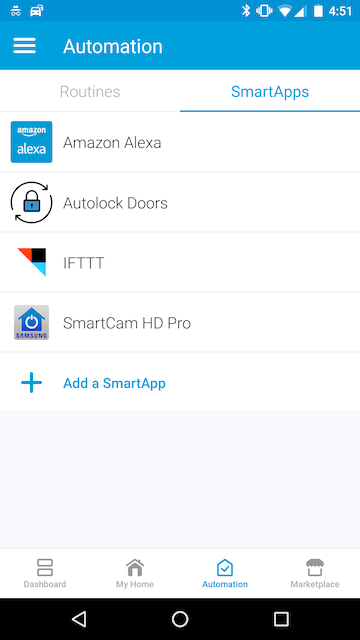 4:51
Automation
Routines
SmartApps
amazon
alexa
Amazon Alexa
Autolock Doors
IFTTT
SAMSUNG
SmartCam HD Pro
Add a SmartApp
Dashboard
My Home
Automation
Marketplace